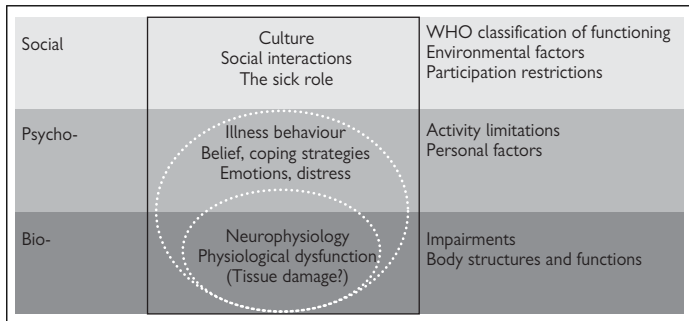 Social
Culture
Social interactions
The sick role
WHO classification of functioning
Environmental factors
Participation restrictions
Psycho-
Illness behaviour
Belief, coping strategies
Emotions, distress
Activity limitations
Personal factors
Bio-
Neurophysiology
Physiological dysfunction
(Tissue damage?)
Impairments
Body structures and functions